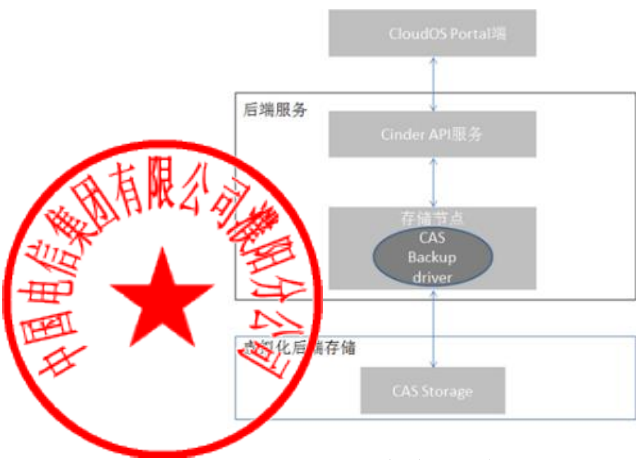 CloudOS Portal端
后端服务
Cinder API服务
存储节点
CAS
Backup
driver
虚拟化后端存储
CAS Storage
中国电信集团有限公司濮阳分公司